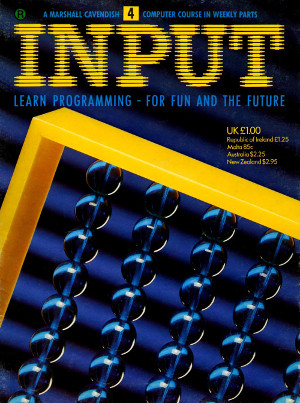 A MARSHALL CAVENDISH 4 COMPUTER COURSE IN WEEKLY PARTS
INPUT
LEARN PROGRAMMING - FOR FUN AND THE FUTURE
UK £1.00
Republic of Ireland £1.25
Malta 85c
Australia $2.25
New Zealand $2.95